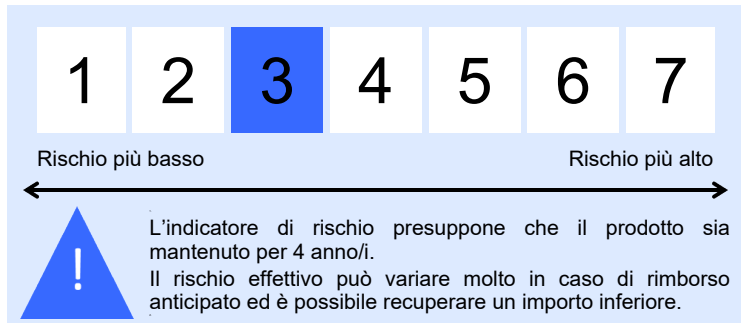 1 2 3 4 5 6 7
Rischio più basso Rischio più alto
L'indicatore di rischio presuppone che il prodotto sia
mantenuto per 4 anno/i.
!
Il rischio effettivo può variare molto in caso di rimborso
anticipato ed è possibile recuperare un importo inferiore.